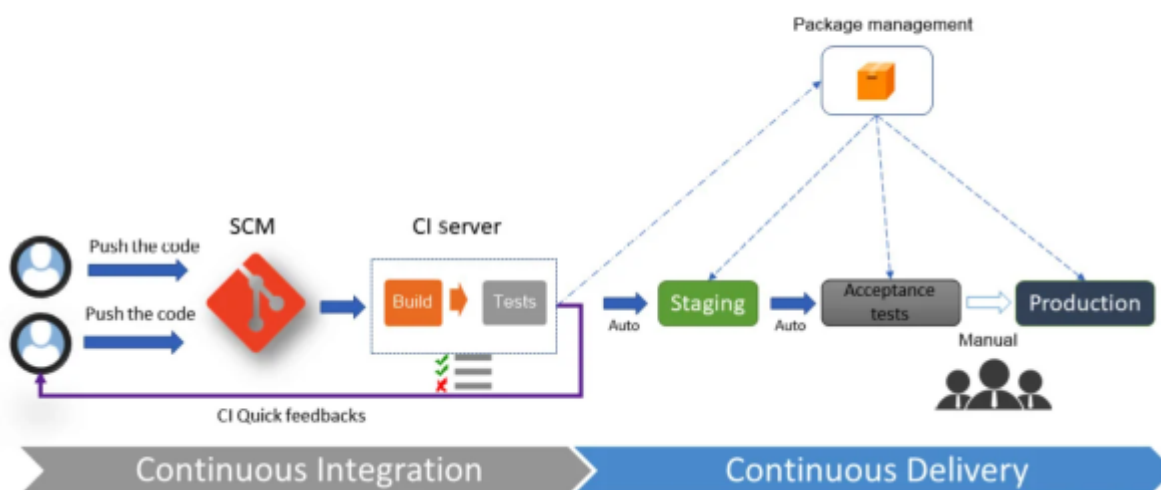 Package management
SCM
CI server
Push the code
Push the code
Build
Tests
Auto
Staging
Auto
Acceptance
tests
Production
Manual
CI Quick feedbacks
Continuous Integration
Continuous Delivery